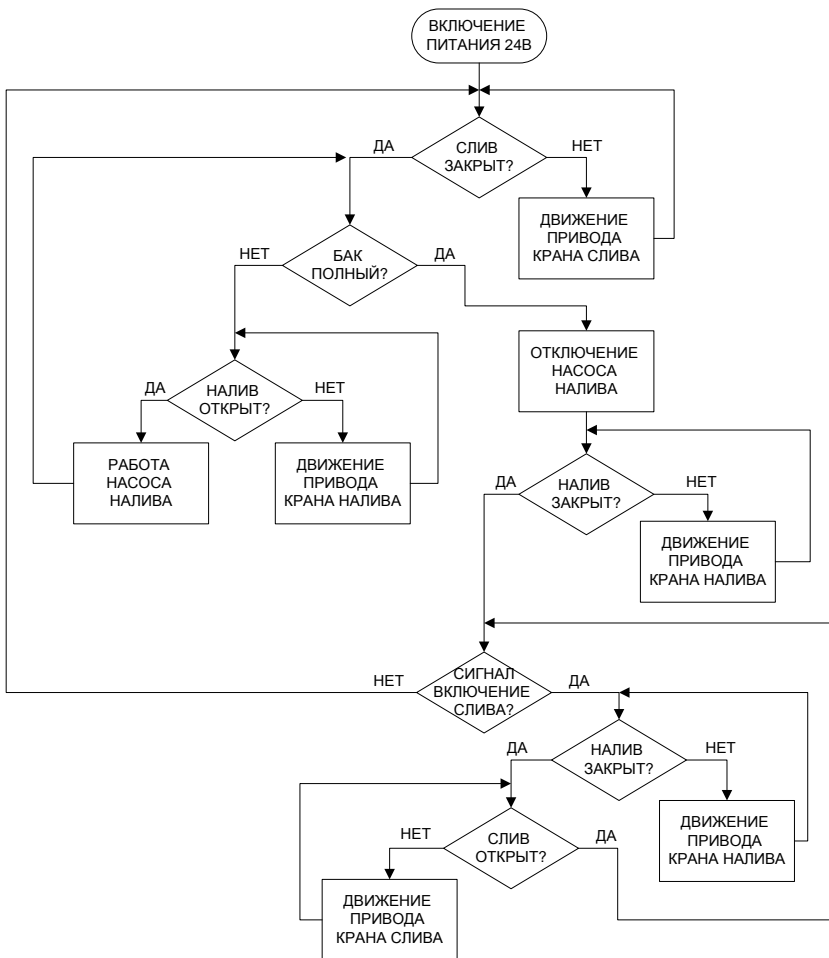 ВКЛЮЧЕНИЕ
ПИТАНИЯ 24В
ДА
СЛИВ
ЗАКРЫТ?
НЕТ
ДВИЖЕНИЕ
ПРИВОДА
КРАНА СЛИВА
НЕТ
БАК
ПОЛНЫЙ?
ДА
ОТКЛЮЧЕНИЕ
НАСОСА
НАЛИВА
ДА
НАЛИВ
ОТКРЫТ?
НЕТ
РАБОТА
НАСОСА
НАЛИВА
ДВИЖЕНИЕ
ПРИВОДА
КРАНА НАЛИВА
ДА
НАЛИВ
ЗАКРЫТ?
НЕТ
ДВИЖЕНИЕ
ПРИВОДА
КРАНА НАЛИВА
НЕТ
СИГНАЛ
ВКЛЮЧЕНИЕ
СЛИВА?
ДА
ДА
НАЛИВ
ЗАКРЫТ?
НЕТ
ДВИЖЕНИЕ
ПРИВОДА
КРАНА НАЛИВА
НЕТ
СЛИВ
ОТКРЫТ?
ДА
ДВИЖЕНИЕ
ПРИВОДА
КРАНА СЛИВА